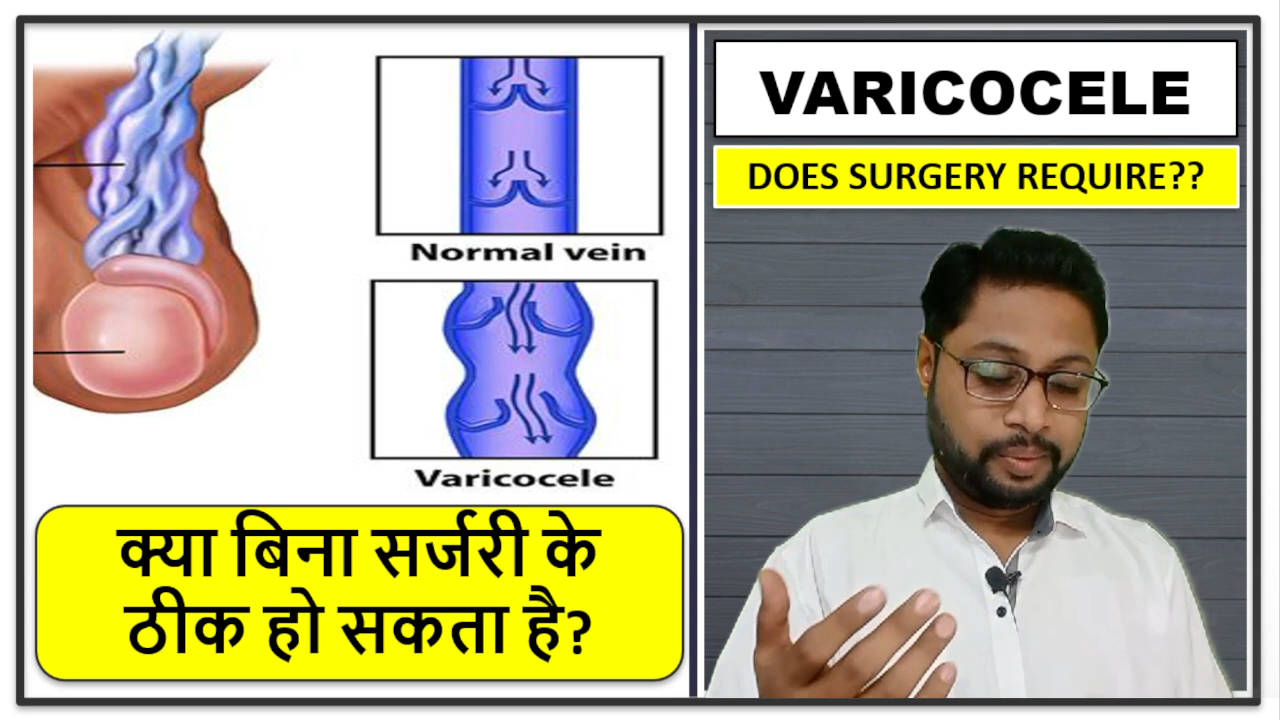 VARICOCELE
DOES SURGERY REQUIRE??
Normal vein
Varicocele
क्या बिना सर्जरी के
ठीक हो सकता है?